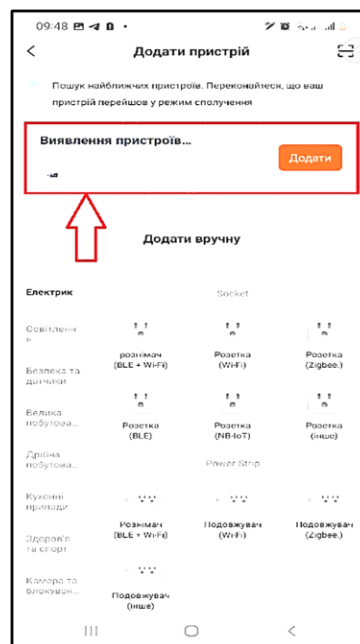 09:48
Додати пристрій
Пошук найближчих пристроїв. Переконайтеся, що ваш
пристрій перейшов у режим сполучення
Виявлення пристроїв...
Додати
Додати вручну
Електрик
Socket
Освітленн
я
розніма​ч
(BLE + Wi-Fi)
Розетка
(Wi-Fi)
Розетка
(Zigbee.)
Безпека та
датчики
Велика
побутова...
Розетка
(BLE)
Розетка
(NB-IoT)
Розетка
(інше)
Дрібна
побутова...
Power Strip
Кухонні
прилади
Рознімач
(BLE + Wi-Fi)
Подовжувач
(Wi-Fi)
Подовжувач
(Zigbee.)
Здоров'я
та спорт
Камера та
блокуван...
Подовжувач
(інше)